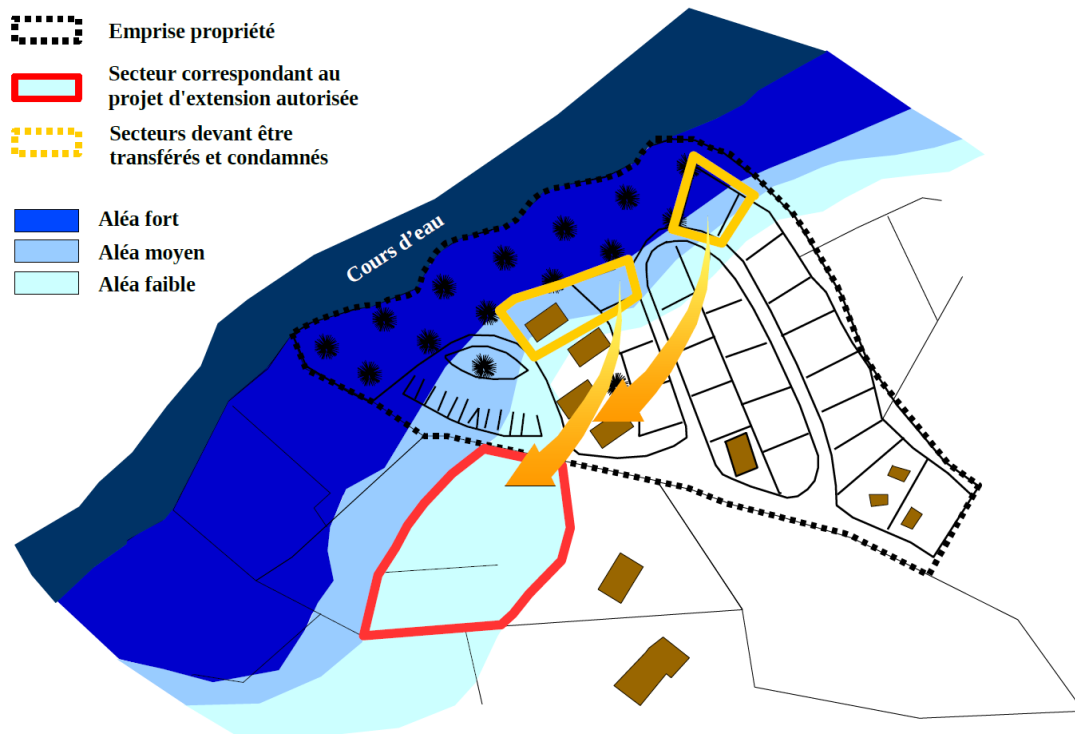 Emprise propriété
Secteur correspondant au
projet d'extension autorisée
Secteurs devant être
transférés et condamnés
Aléa fort
Aléa moyen
Aléa faible
Cours d’eau